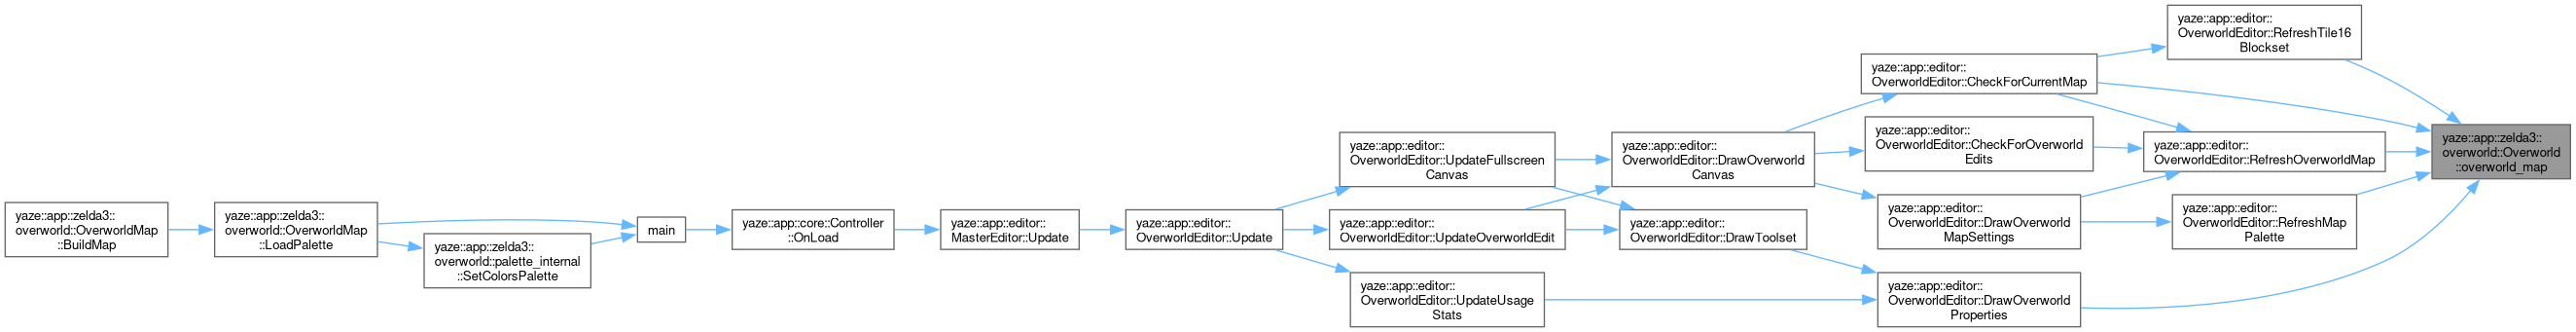 yaze::app::zelda3::
overworld::OverworldMap
::BuildMap
yaze::app::zelda3::
overworld::OverworldMap
::LoadPalette
yaze::app::zelda3::
overworld::palette_internal
::SetColorsPalette
main
yaze::app::core::Controller
::OnLoad
yaze::app::editor::
MasterEditor::Update
yaze::app::editor::
OverworldEditor::Update
yaze::app::editor::
OverworldEditor::UpdateFullscreen
Canvas
yaze::app::editor::
OverworldEditor::UpdateOverworldEdit
yaze::app::editor::
OverworldEditor::UpdateUsage
Stats
yaze::app::editor::
OverworldEditor::DrawOverworld
Canvas
yaze::app::editor::
OverworldEditor::DrawToolset
yaze::app::editor::
OverworldEditor::CheckForCurrentMap
yaze::app::editor::
OverworldEditor::CheckForOverworld
Edits
yaze::app::editor::
OverworldEditor::DrawOverworld
MapSettings
yaze::app::editor::
OverworldEditor::DrawOverworld
Properties
yaze::app::editor::
OverworldEditor::RefreshTile16
Blockset
yaze::app::editor::
OverworldEditor::RefreshOverworldMap
yaze::app::editor::
OverworldEditor::RefreshMap
Palette
yaze::app::zelda3::
overworld::Overworld
::overworld_map